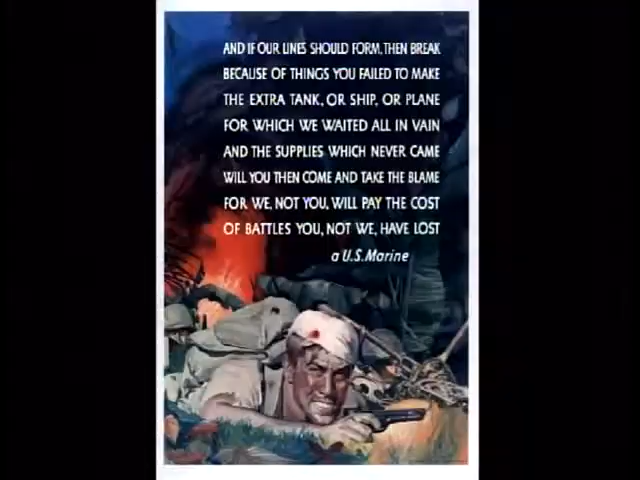 AND IF OUR LINES SHOULD FORM, THEN BREAK
BECAUSE OF THINGS YOU FAILED TO MAKE
THE EXTRA TANK, OR SHIP, OR PLANE
FOR WHICH WE WAITED ALL IN VAIN
AND THE SUPPLIES WHICH NEVER CAME
WILL YOU THEN COME AND TAKE THE BLAME
FOR WE, NOT YOU, WILL PAY THE COST
OF BATTLES YOU, NOT WE, HAVE LOST
a U.S. Marine